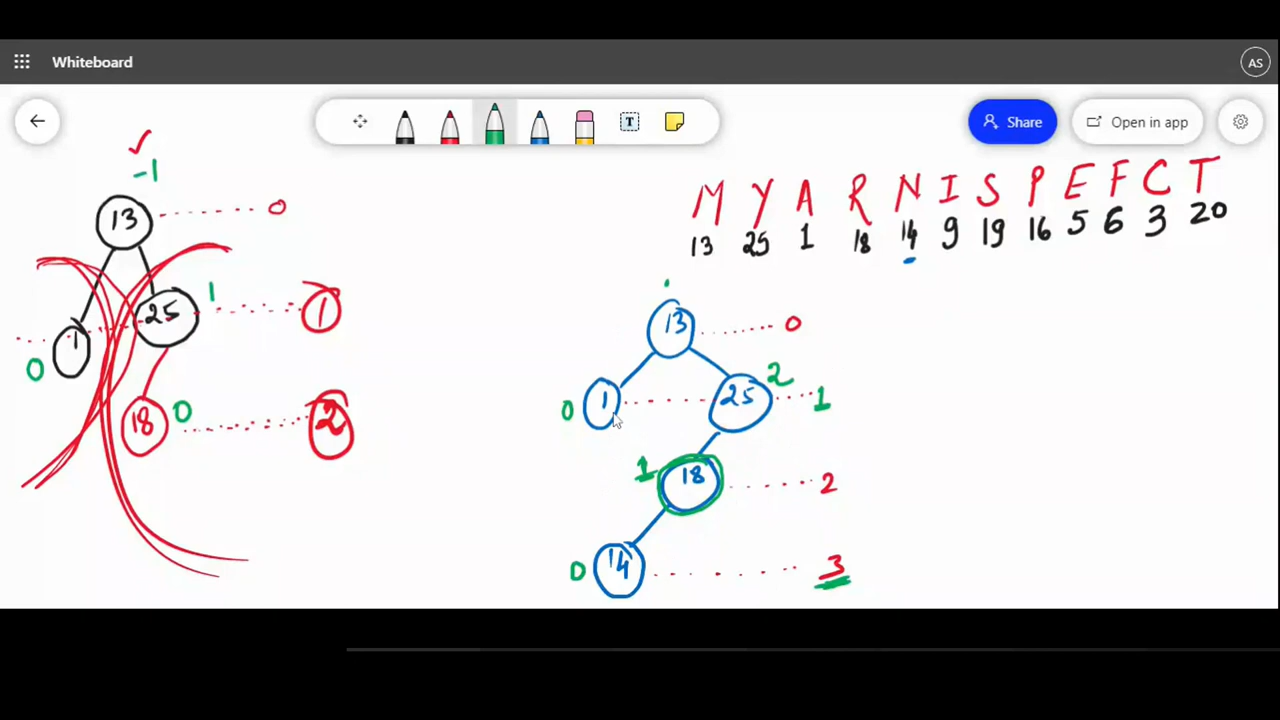 Whiteboard
AS
T
Share
Open in app
M Y A R N I S P E F C T
13 25 1 18 14 9 19 16 5 6 3 20
-1
13 0
25 1 1
1
0
18 0 2
13 0
0 1 25 2 1
1 18 2
0 14 3